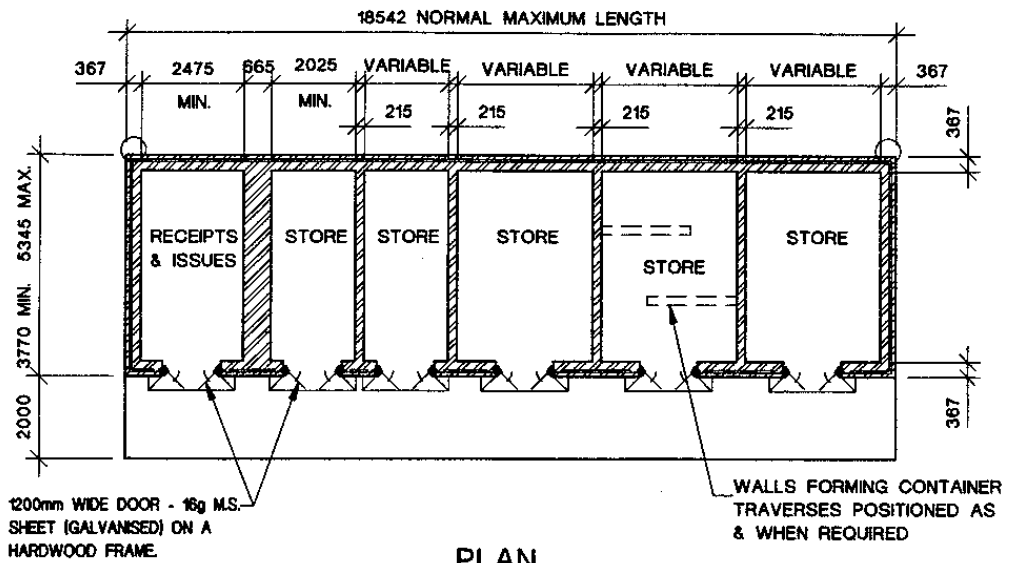 18542 NORMAL MAXIMUM LENGTH
367 2475 665 2025 VARIABLE VARIABLE VARIABLE VARIABLE 367
MIN. MIN.
215 215 215 215
367
3770 MIN. 5345 MAX.
RECEIPTS
& ISSUES
STORE
STORE
STORE
STORE
STORE
2000
367
1200mm WIDE DOOR - 16g M.S.
SHEET (GALVANISED) ON A
HARDWOOD FRAME.
WALLS FORMING CONTAINER
TRAVERSES POSITIONED AS
& WHEN REQUIRED
PLAN